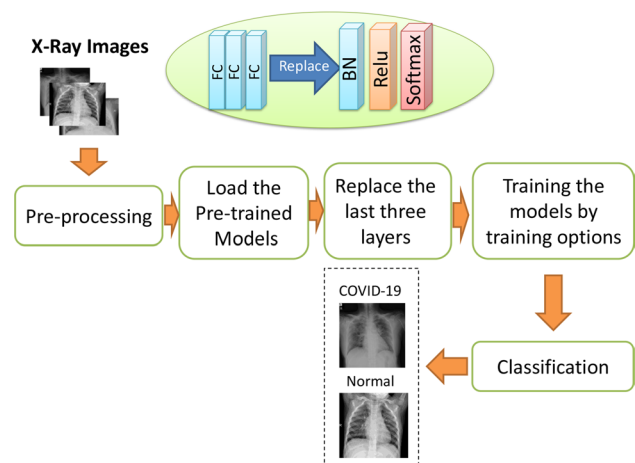 X-Ray Images
FC
FC
FC
Replace
BN
Relu
Softmax
Pre-processing
Load the
Pre-trained
Models
Replace the
last three
layers
Training the
models by
training options
COVID-19
Normal
Classification